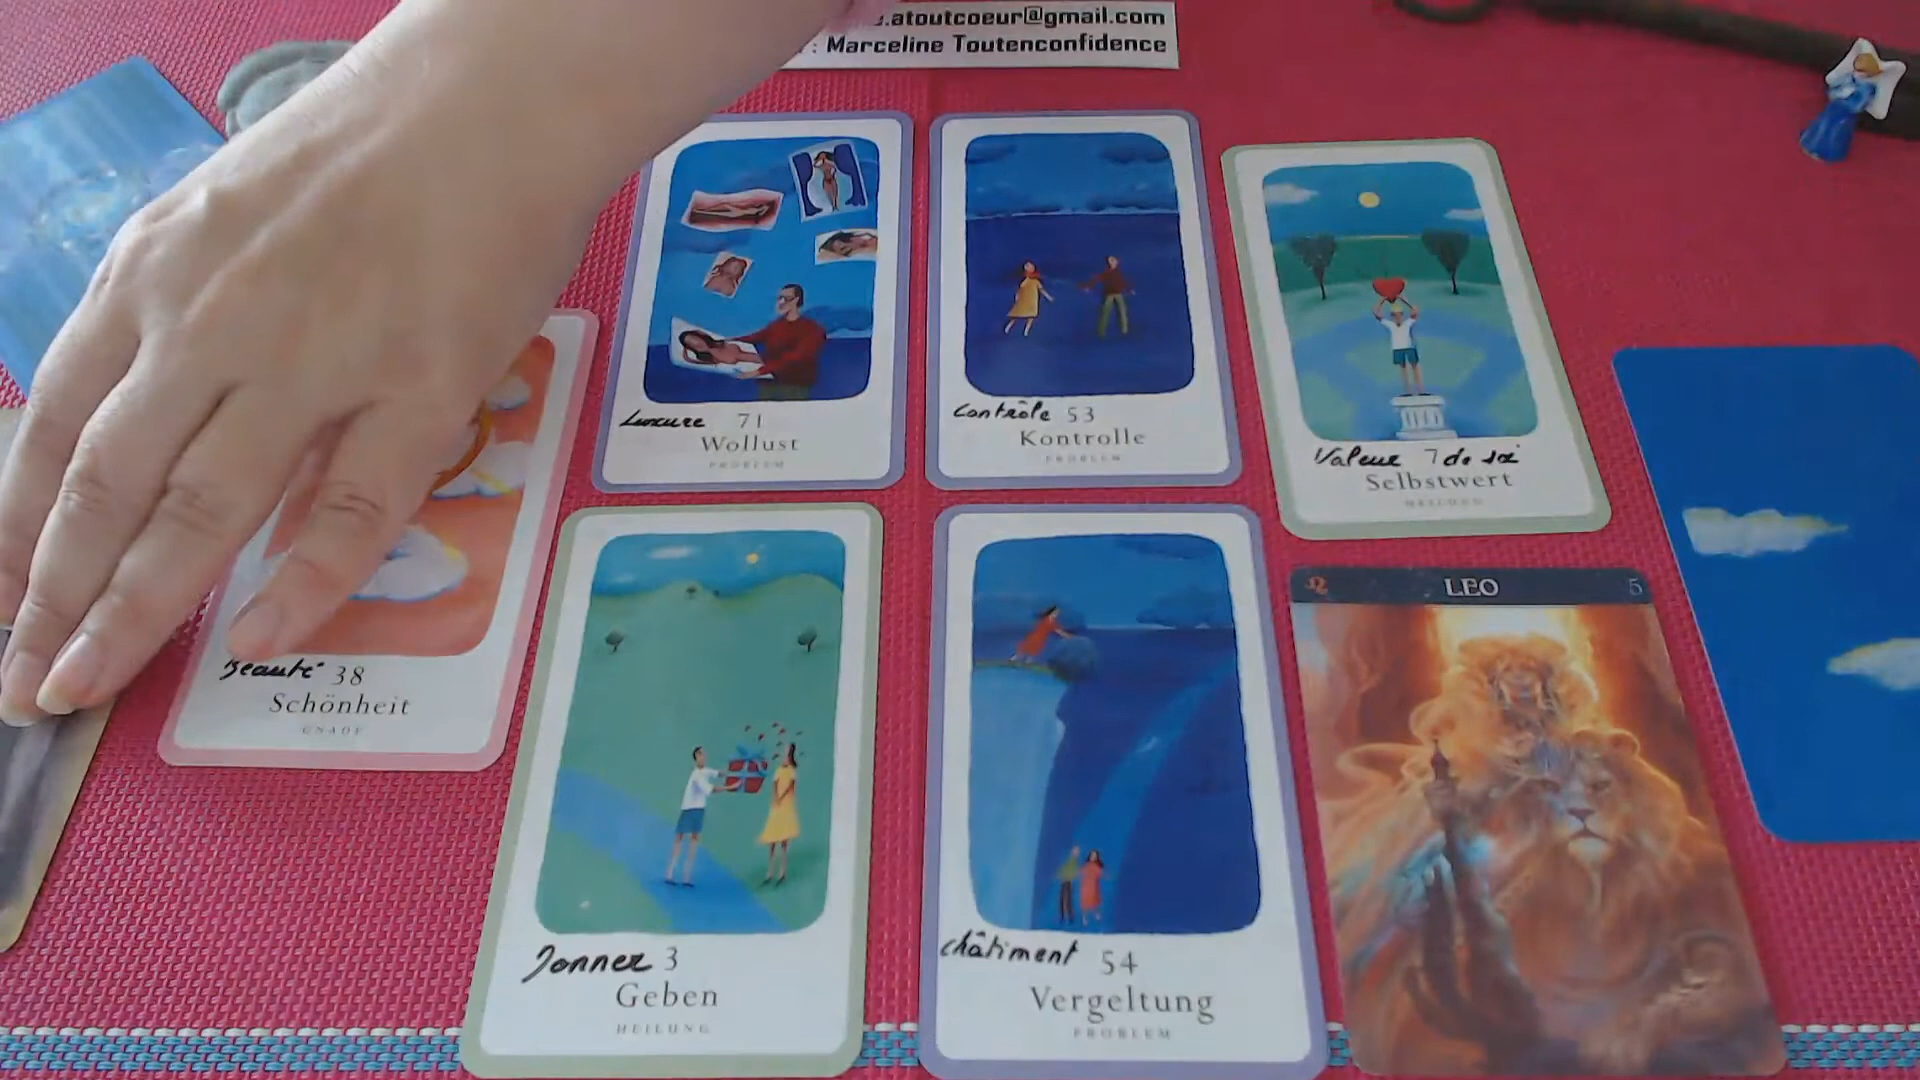 .atoutcoeur@gmail.com
: Marceline Toutenconfidence
Luxure 71
Wollust
PROBLEM
Contrôle 53
Kontrolle
PROBLEM
Valeur 7 de soi
Selbstwert
HEILUNG
Beauté 38
Schönheit
GNADE
Donner 3
Geben
HEILUNG
châtiment 54
Vergeltung
PROBLEM
LEO 5